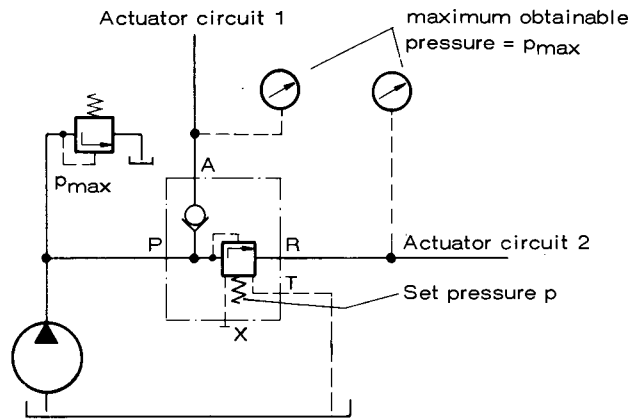 Actuator circuit 1
maximum obtainable
pressure = pmax
pmax
A
P
R
Actuator circuit 2
T
Set pressure p
X